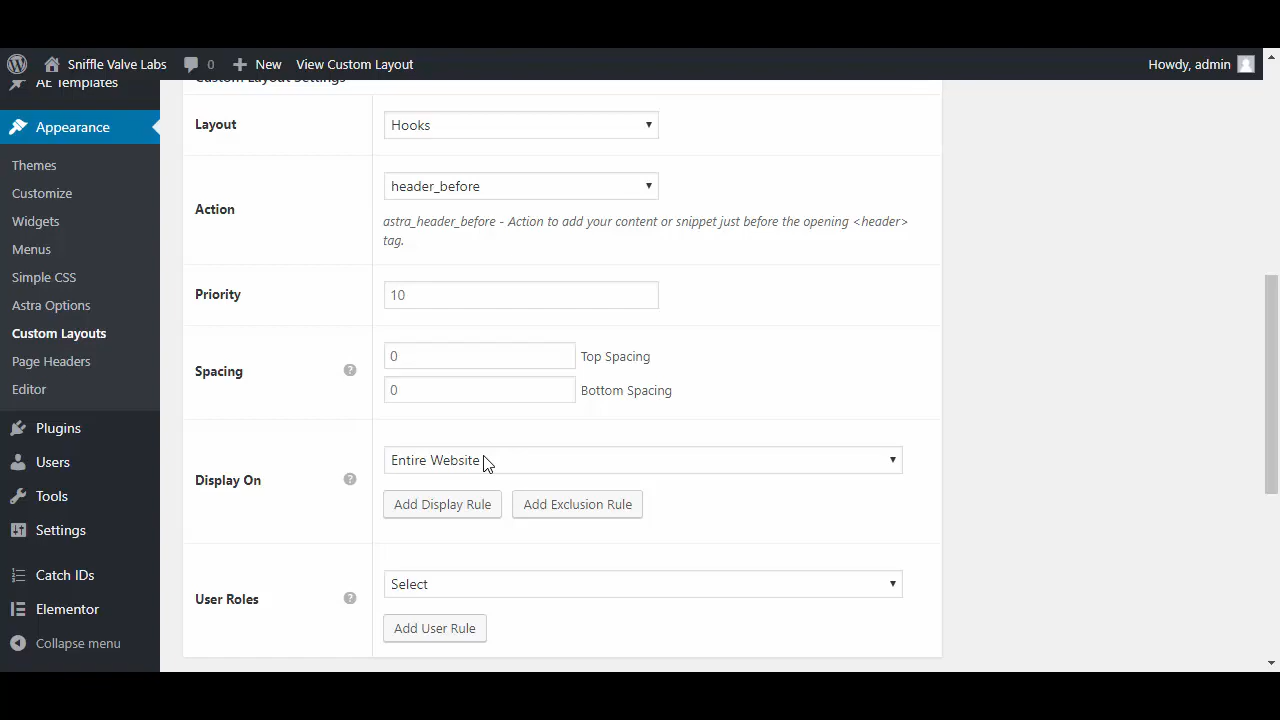 Sniffle Valve Labs 0 New View Custom Layout Howdy, admin
AE Templates
Appearance
Themes
Customize
Widgets
Menus
Simple CSS
Astra Options
Custom Layouts
Page Headers
Editor
Plugins
Users
Tools
Settings
Catch IDs
Elementor
Collapse menu
Custom Layout Settings
Layout
Hooks
Action
header_before
astra_header_before - Action to add your content or snippet just before the opening <header>
tag.
Priority
10
Spacing
?
0 Top Spacing
0 Bottom Spacing
Display On
?
Entire Website
Add Display Rule Add Exclusion Rule
User Roles
?
Select
Add User Rule